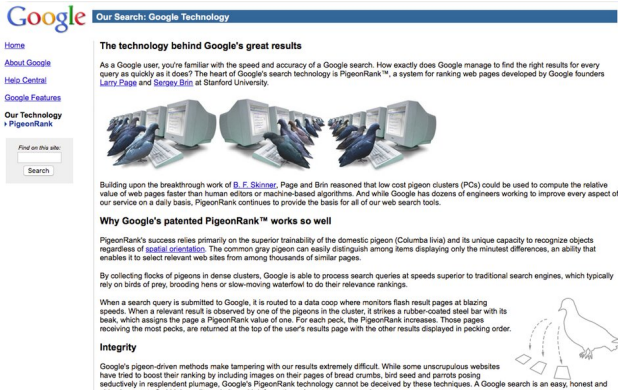 Google
Our Search: Google Technology
Home
About Google
Help Central
Google Features
Our Technology
PigeonRank
Find on this site:
Search
The technology behind Google's great results
As a Google user, you're familiar with the speed and accuracy of a Google search. How exactly does Google manage to find the right results for every
query as quickly as it does? The heart of Google's search technology is PigeonRank™, a system for ranking web pages developed by Google founders
Larry Page and Sergey Brin at Stanford University.
Building upon the breakthrough work of B. F. Skinner, Page and Brin reasoned that low cost pigeon clusters (PCs) could be used to compute the relative
value of web pages faster than human editors or machine-based algorithms. And while Google has dozens of engineers working to improve every aspect of
our service on a daily basis, PigeonRank continues to provide the basis for all of our web search tools.
Why Google's patented PigeonRank™ works so well
PigeonRank's success relies primarily on the superior trainability of the domestic pigeon (Columba livia) and its unique capacity to recognize objects
regardless of spatial orientation. The common gray pigeon can easily distinguish among items displaying only the minutest differences, an ability that
enables it to select relevant web sites from among thousands of similar pages.
By collecting flocks of pigeons in dense clusters, Google is able to process search queries at speeds superior to traditional search engines, which typically
rely on birds of prey, brooding hens or slow-moving waterfowl to do their relevance rankings.
When a search query is submitted to Google, it is routed to a data coop where monitors flash result pages at blazing
speeds. When a relevant result is observed by one of the pigeons in the cluster, it strikes a rubber-coated steel bar with its
beak, which assigns the page a PigeonRank value of one. For each peck, the PigeonRank increases. Those pages
receiving the most pecks, are returned at the top of the user's results page with the other results displayed in pecking order.
Integrity
Google's pigeon-driven methods make tampering with our results extremely difficult. While some unscrupulous websites
have tried to boost their ranking by including images on their pages of bread crumbs, bird seed and parrots posing
seductively in resplendent plumage, Google's PigeonRank technology cannot be deceived by these techniques. A Google search is an easy, honest and